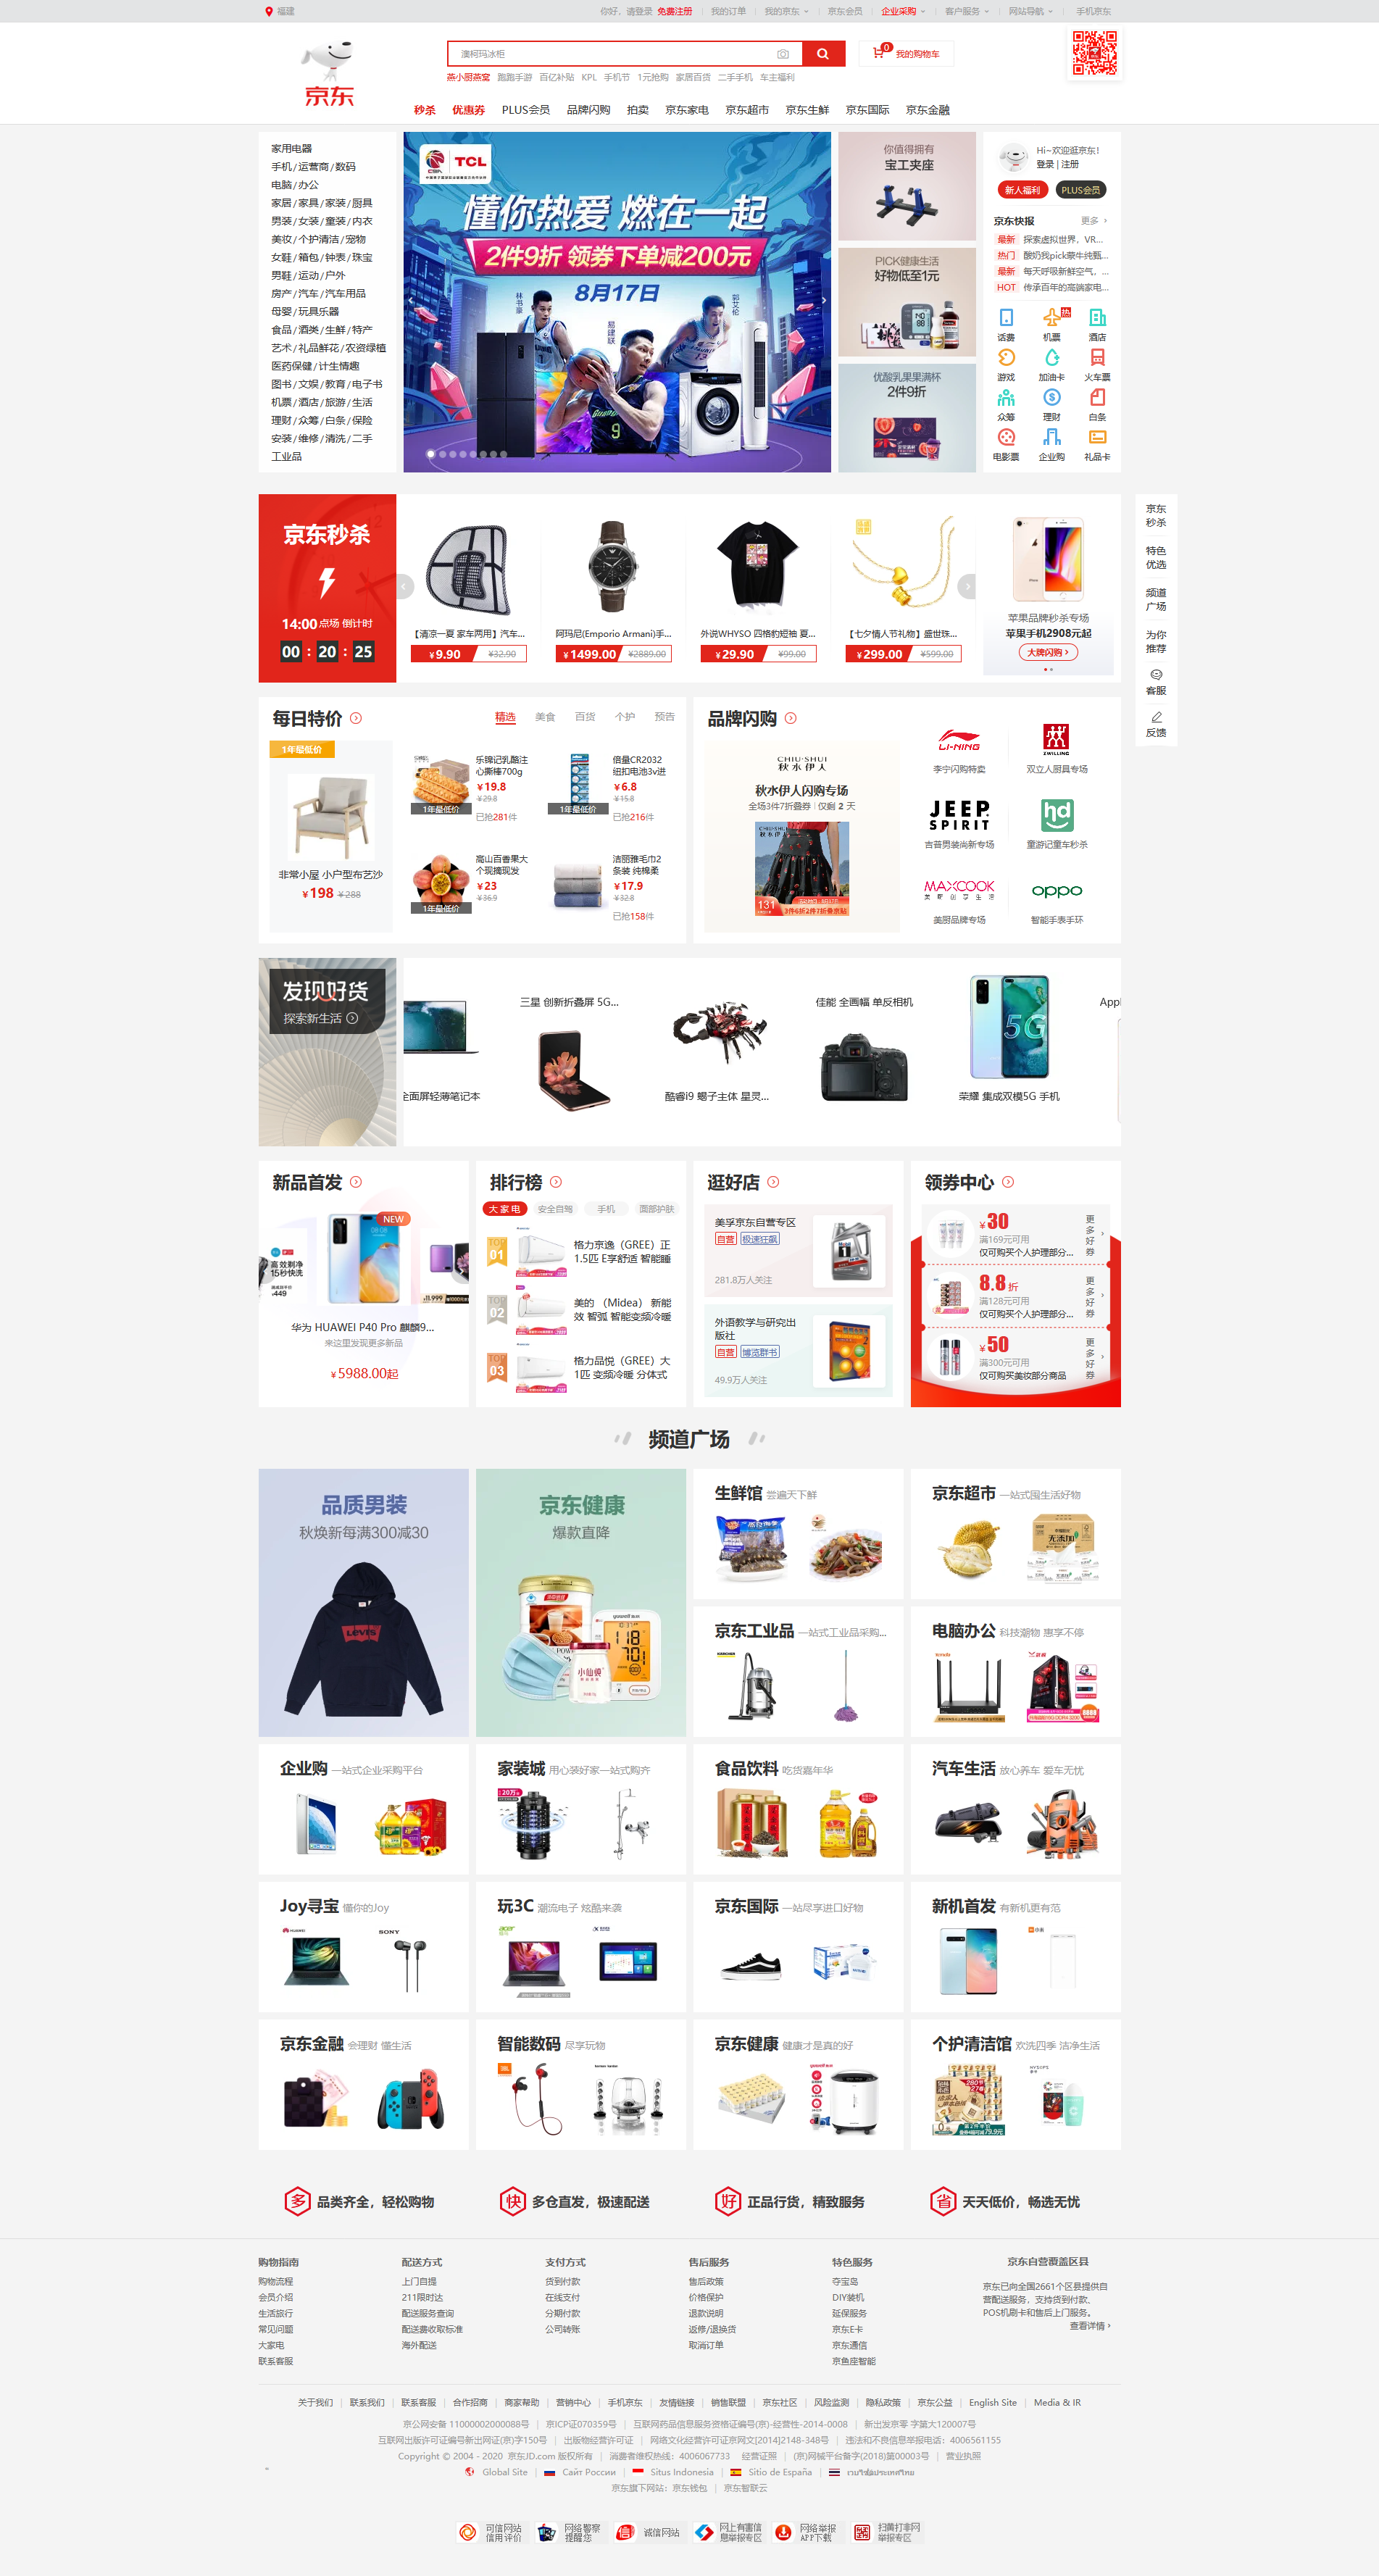 福建
你好，请登录 免费注册 我的订单 我的京东 京东会员 企业采购 客户服务 网站导航 手机京东
京东
澳柯玛冰柜
0 我的购物车
燕小厨燕窝 跑跑手游 百亿补贴 KPL 手机节 1元抢购 家居百货 二手手机 车主福利
秒杀 优惠券 PLUS会员 品牌闪购 拍卖 京东家电 京东超市 京东生鲜 京东国际 京东金融
家用电器
手机/运营商/数码
电脑/办公
家居/家具/家装/厨具
男装/女装/童装/内衣
美妆/个护清洁/宠物
女鞋/箱包/钟表/珠宝
男鞋/运动/户外
房产/汽车/汽车用品
母婴/玩具乐器
食品/酒类/生鲜/特产
艺术/礼品鲜花/农资绿植
医药保健/计生情趣
图书/文娱/教育/电子书
机票/酒店/旅游/生活
理财/众筹/白条/保险
安装/维修/清洗/二手
工业品
CBA TCL
懂你热爱 燃在一起
2件9折 领券下单减200元
8月17日
林书豪
易建联
郭艾伦
你值得拥有
宝工夹座
PICK健康生活
好物低至1元
优酸乳果果满杯
2件9折
Hi~欢迎逛京东!
登录 | 注册
新人福利 PLUS会员
京东快报 更多
最新 探索虚拟世界，VR...
热门 酸奶我pick蒙牛纯甄...
最新 每天呼吸新鲜空气，...
HOT 传承百年的高端家电...
热
话费 机票 酒店
游戏 加油卡 火车票
众筹 理财 白条
电影票 企业购 礼品卡
京东秒杀
14:00点场 倒计时
00 : 20 : 25
【清凉一夏 家车两用】汽车...
¥9.90 ¥32.90
阿玛尼(Emporio Armani)手...
¥1499.00 ¥2889.00
外说WHYSO 四格豹短袖 夏...
¥29.90 ¥99.00
【七夕情人节礼物】盛世珠...
¥299.00 ¥599.00
苹果品牌秒杀专场
苹果手机2908元起
大牌闪购
京东秒杀
特色优选
频道广场
为你推荐
客服
反馈
每日特价 精选 美食 百货 个护 预告
1年最低价
非常小屋 小户型布艺沙
¥198 ¥288
乐锦记乳酪注心撕棒700g
¥19.8
¥29.8
1年最低价
已抢281件
倍量CR2032纽扣电池3v进
¥6.8
¥15.8
1年最低价
已抢216件
高山百香果大个现摘现发
¥23
¥36.9
1年最低价
洁丽雅毛巾2条装 纯棉柔
¥17.9
¥32.8
已抢158件
品牌闪购
CHIU·SHUI
秋水伊人
秋水伊人闪购专场
全场3件7折叠券 | 仅剩 2 天
131
3件6折2件7折叠京贴
LI-NING
李宁闪购特卖
ZWILLING
双立人厨具专场
JEEP
SPIRIT
吉普男装尚新专场
hd
童游记童车秒杀
MAXCOOK
美厨创享生活
美厨品牌专场
oppo
智能手表手环
发现好货
探索新生活
全面屏轻薄笔记本
三星 创新折叠屏 5G...
酷睿i9 蝎子主体 星灵...
佳能 全画幅 单反相机
5G
荣耀 集成双模5G 手机
新品首发
NEW
高效剃净
15秒快洗
¥449
11,999
华为 HUAWEI P40 Pro 麒麟9...
来这里发现更多新品
¥5988.00起
排行榜
大家电 安全自驾 手机 面部护肤
TOP 01
格力京逸（GREE）正1.5匹 E享舒适 智能睡
TOP 02
美的 （Midea） 新能效 智弧 智能变频冷暖
TOP 03
格力品悦（GREE）大1匹 变频冷暖 分体式
逛好店
美孚京东自营专区
自营 极速狂飙
281.8万人关注
外语教学与研究出版社
自营 博览群书
49.9万人关注
领券中心
¥30
满169元可用
仅可购买个人护理部分...
更多好券
8.8折
满128元可用
仅可购买个人护理部分...
更多好券
¥50
满300元可用
仅可购买美妆部分商品
更多好券
频道广场
品质男装
秋焕新每满300减30
Levi's
京东健康
爆款直降
小仙炖
生鲜馆 尝遍天下鲜
京东超市 一站式囤生活好物
无添加
京东工业品 一站式工业品采购...
KARCHER
电脑办公 科技潮物 惠享不停
Tenda
企业购 一站式企业采购平台
家装城 用心装好家一站式购齐
食品饮料 吃货嘉年华
汽车生活 放心养车 爱车无忧
Joy寻宝 懂你的Joy
HUAWEI
SONY
玩3C 潮流电子 炫酷来袭
acer
京东国际 一站尽享进口好物
新机首发 有新机更有范
小米
京东金融 会理财 懂生活
智能数码 尽享玩物
JBL
京东健康 健康才是真的好
个护清洁馆 欢洗四季 洁净生活
多 品类齐全，轻松购物
快 多仓直发，极速配送
好 正品行货，精致服务
省 天天低价，畅选无忧
购物指南
购物流程
会员介绍
生活旅行
常见问题
大家电
联系客服
配送方式
上门自提
211限时达
配送服务查询
配送费收取标准
海外配送
支付方式
货到付款
在线支付
分期付款
公司转账
售后服务
售后政策
价格保护
退款说明
返修/退换货
取消订单
特色服务
夺宝岛
DIY装机
延保服务
京东E卡
京东通信
京鱼座智能
京东自营覆盖区县
京东已向全国2661个区县提供自
营配送服务，支持货到付款、
POS机刷卡和售后上门服务。
查看详情 ›
关于我们 | 联系我们 | 联系客服 | 合作招商 | 商家帮助 | 营销中心 | 手机京东 | 友情链接 | 销售联盟 | 京东社区 | 风险监测 | 隐私政策 | 京东公益 | English Site | Media & IR
京公网安备 11000002000088号 | 京ICP证070359号 | 互联网药品信息服务资格证编号(京)-经营性-2014-0008 | 新出发京零 字第大120007号
互联网出版许可证编号新出网证(京)字150号 | 出版物经营许可证 | 网络文化经营许可证京网文[2014]2148-348号 | 违法和不良信息举报电话：4006561155
Copyright © 2004 - 2020 京东JD.com 版权所有 | 消费者维权热线：4006067733 经营证照 | (京)网械平台备字(2018)第00003号 | 营业执照
Global Site | Сайт России | Situs Indonesia | Sitio de España | เว็บไซต์ประเทศไทย
京东旗下网站：京东钱包 | 京东智联云
可信网站
信用评价
网络警察
提醒您
诚信网站
网上有害信
息举报专区
网络举报
APP下载
扫黄打非网
举报专区